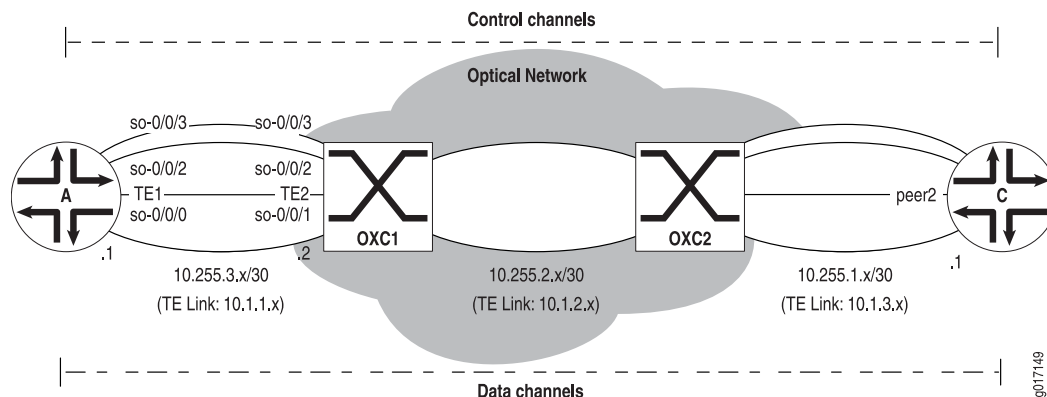 Control channels
Optical Network
so-0/0/3 so-0/0/3
so-0/0/2 so-0/0/2
A TE1 TE2 peer2 C
so-0/0/0 so-0/0/1
OXC1 OXC2
.1 .2 .1
10.255.3.x/30 10.255.2.x/30 10.255.1.x/30
(TE Link: 10.1.1.x) (TE Link: 10.1.2.x) (TE Link: 10.1.3.x)
Data channels
g017149